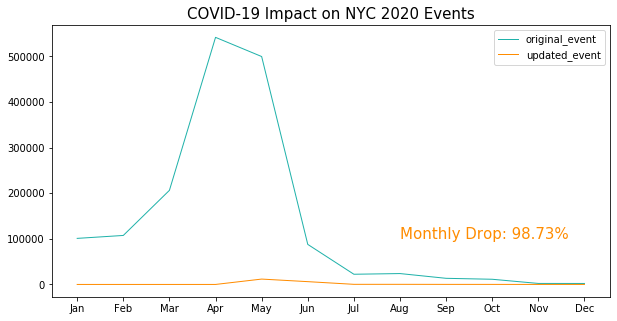 COVID-19 Impact on NYC 2020 Events
original_event
updated_event
500000
400000
300000
200000
100000
0
Monthly Drop: 98.73%
Jan Feb Mar Apr May Jun Jul Aug Sep Oct Nov Dec